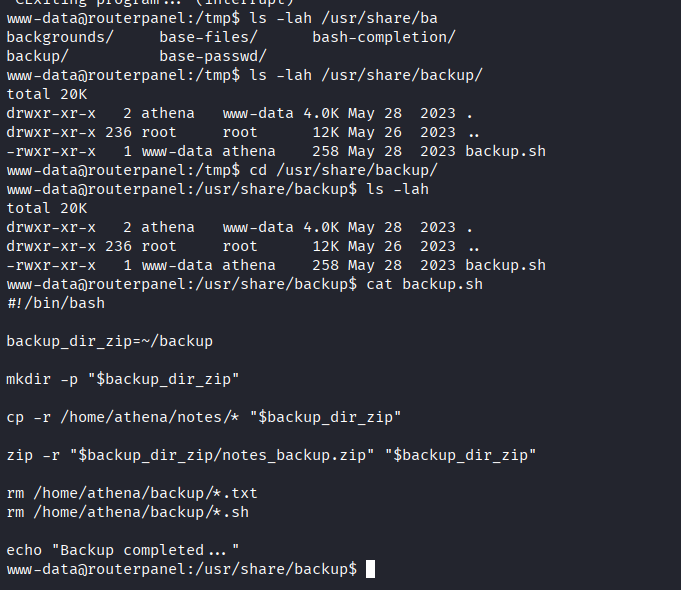 ^CExiting program... (interrupt)
www-data@routerpanel:/tmp$ ls -lah /usr/share/ba
backgrounds/     base-files/      bash-completion/
backup/          base-passwd/
www-data@routerpanel:/tmp$ ls -lah /usr/share/backup/
total 20K
drwxr-xr-x   2 athena   www-data 4.0K May 28  2023 .
drwxr-xr-x 236 root     root      12K May 26  2023 ..
-rwxr-xr-x   1 www-data athena    258 May 28  2023 backup.sh
www-data@routerpanel:/tmp$ cd /usr/share/backup/
www-data@routerpanel:/usr/share/backup$ ls -lah
total 20K
drwxr-xr-x   2 athena   www-data 4.0K May 28  2023 .
drwxr-xr-x 236 root     root      12K May 26  2023 ..
-rwxr-xr-x   1 www-data athena    258 May 28  2023 backup.sh
www-data@routerpanel:/usr/share/backup$ cat backup.sh
#!/bin/bash
backup_dir_zip=~/backup
mkdir -p "$backup_dir_zip"
cp -r /home/athena/notes/* "$backup_dir_zip"
zip -r "$backup_dir_zip/notes_backup.zip" "$backup_dir_zip"
rm /home/athena/backup/*.txt
rm /home/athena/backup/*.sh
echo "Backup completed..."
www-data@routerpanel:/usr/share/backup$